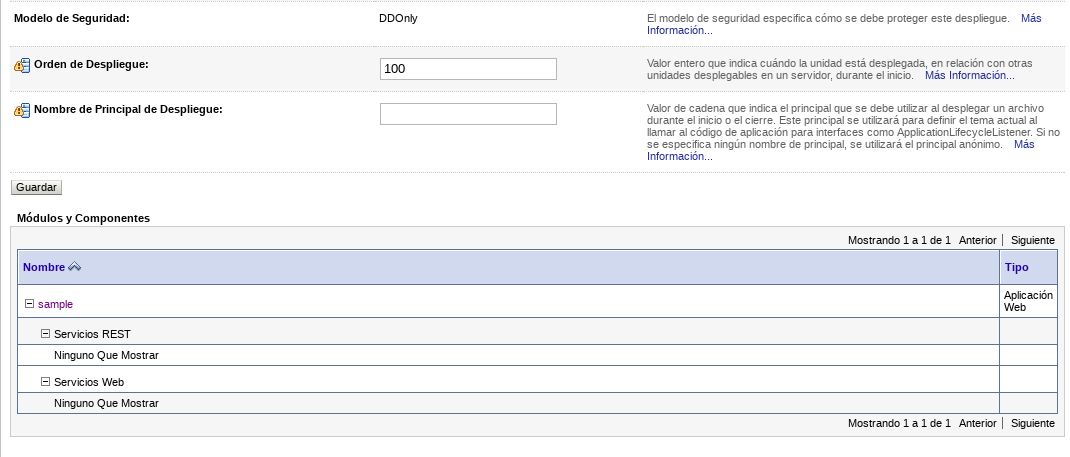 Modelo de Seguridad:
DDOnly
El modelo de seguridad especifica cómo se debe proteger este despliegue. Más
Información...
Orden de Despliegue:
100
Valor entero que indica cuándo la unidad está desplegada, en relación con otras
unidades desplegables en un servidor, durante el inicio. Más Información...
Nombre de Principal de Despliegue:
Valor de cadena que indica el principal que se debe utilizar al desplegar un archivo
durante el inicio o el cierre. Este principal se utilizará para definir el tema actual al
llamar al código de aplicación para interfaces como ApplicationLifecycleListener. Si no
se especifica ningún nombre de principal, se utilizará el principal anónimo. Más
Información...
Guardar
Módulos y Componentes
Mostrando 1 a 1 de 1 Anterior | Siguiente
Nombre
Tipo
sample
Aplicación
Web
Servicios REST
Ninguno Que Mostrar
Servicios Web
Ninguno Que Mostrar
Mostrando 1 a 1 de 1 Anterior | Siguiente